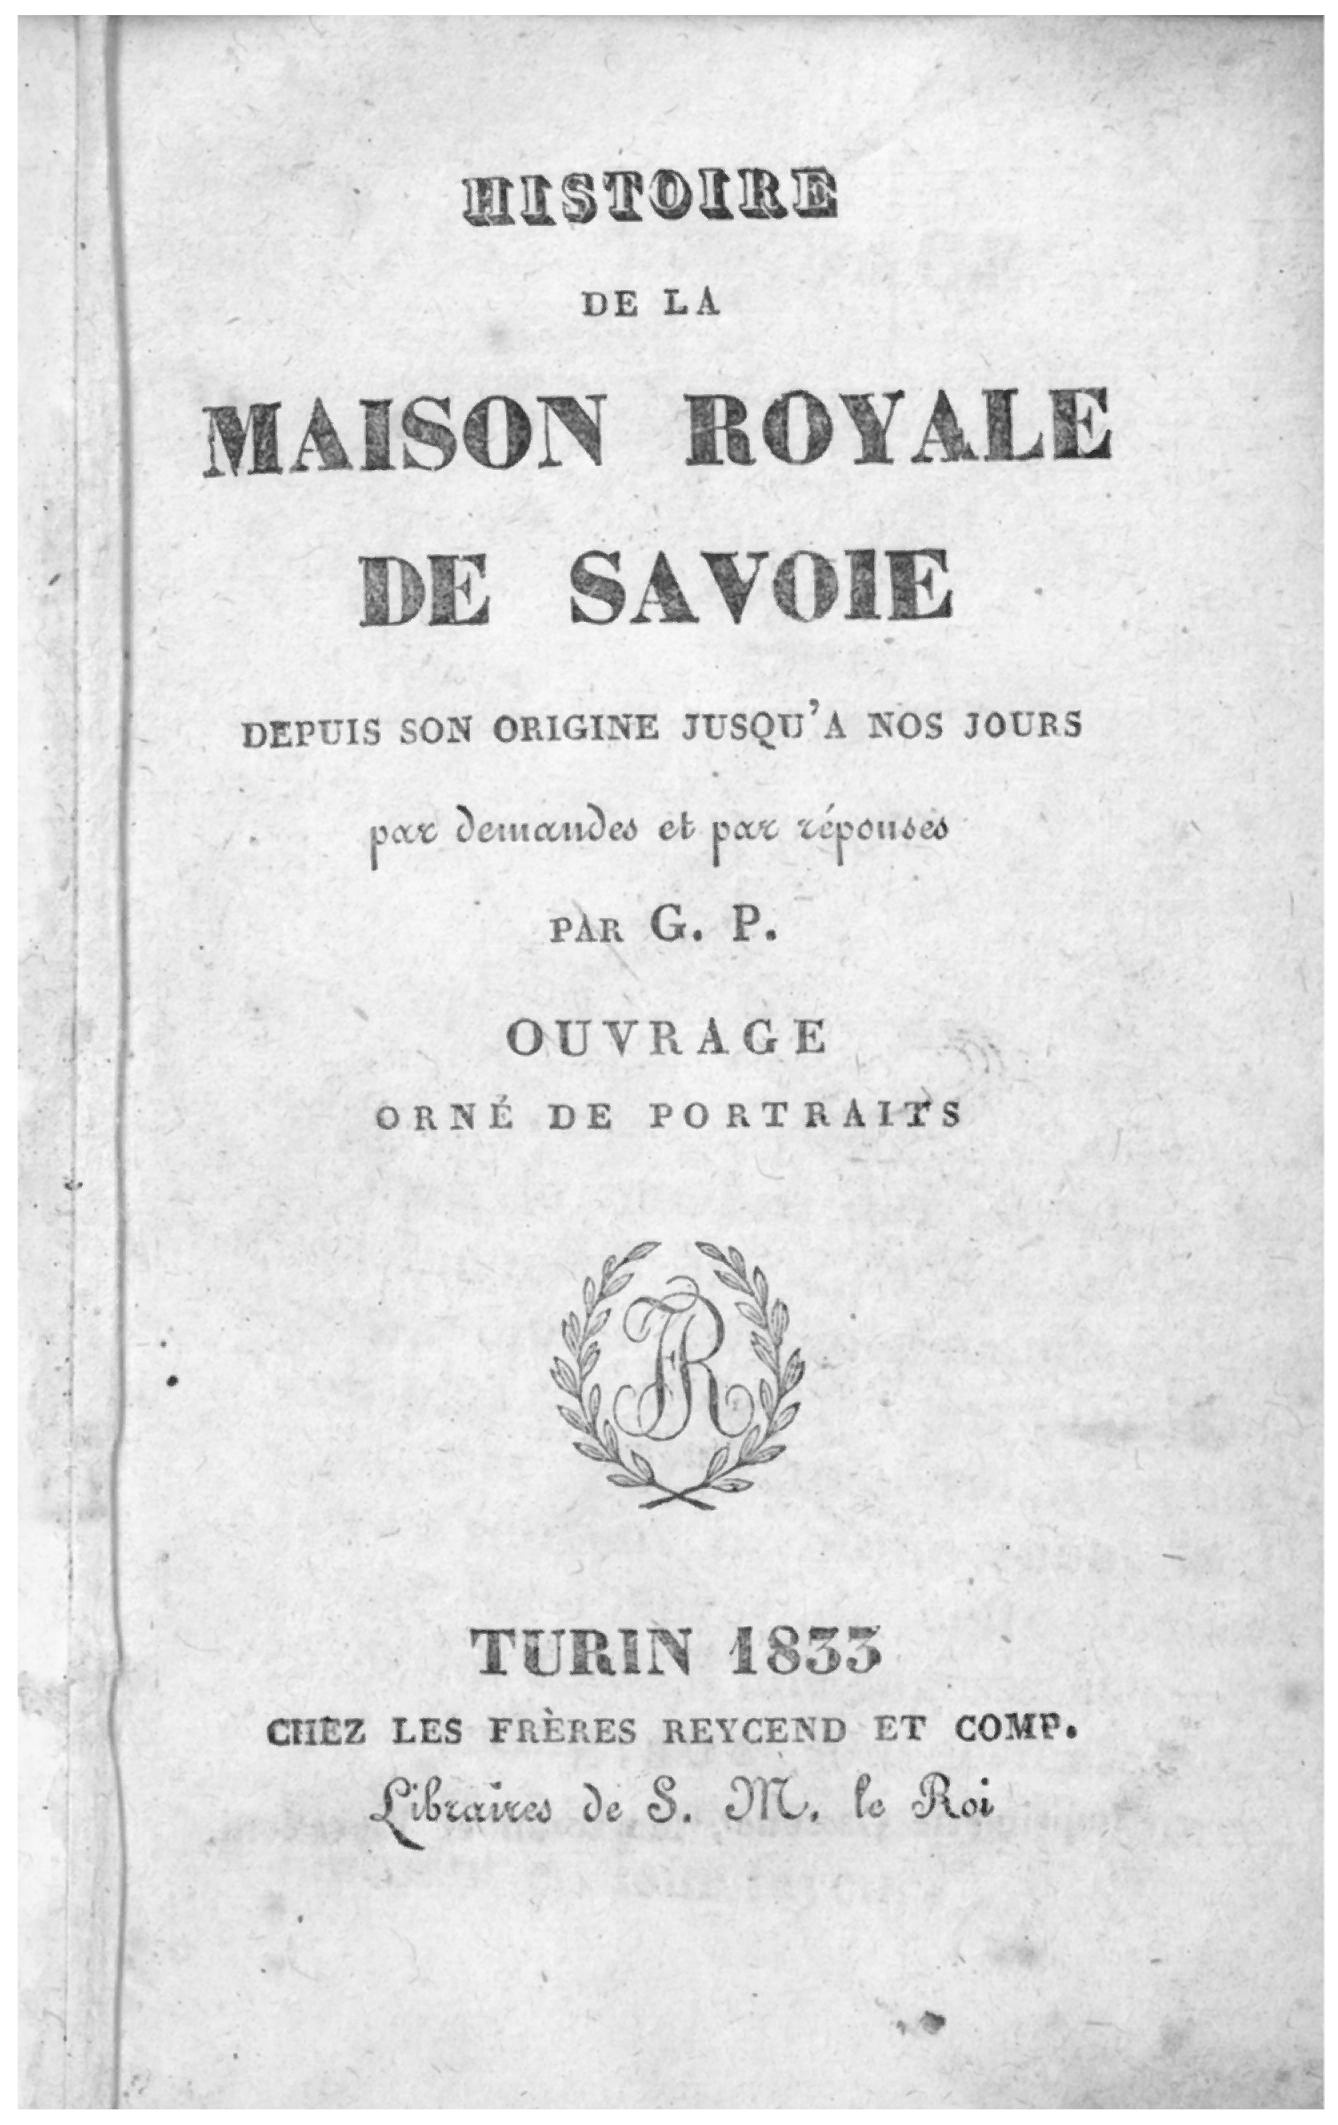 HISTOIRE
DE LA
MAISON ROYALE
DE SAVOIE
DEPUIS SON ORIGINE JUSQU'A NOS JOURS
par demandes et par réponses
PAR G. P.
OUVRAGE
ORNÉ DE PORTRAITS
FR
TURIN 1833
CHEZ LES FRÈRES REYCEND ET COMP.
Libraires de S. M. le Roi